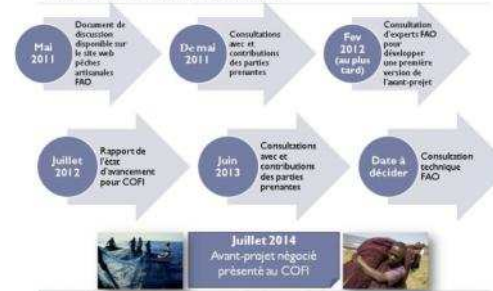 Mai
2011
Document de
discussion
disponible sur
le site web
pêches
artisanales
FAO
De mai
2011
Consultations
avec et
contributions
des parties
prenantes
Fev
2012
(au plus
tard)
Consultation
d'experts FAO
pour
développer
une première
version de
l'avant-projet
Juillet
2012
Rapport de
l'état
d'avancement
pour COFI
Juin
2013
Consultations
avec et
contributions
des parties
prenantes
Date à
décider
Consultation
technique
FAO
Juillet 2014
Avant-projet négocié
présenté au COFI